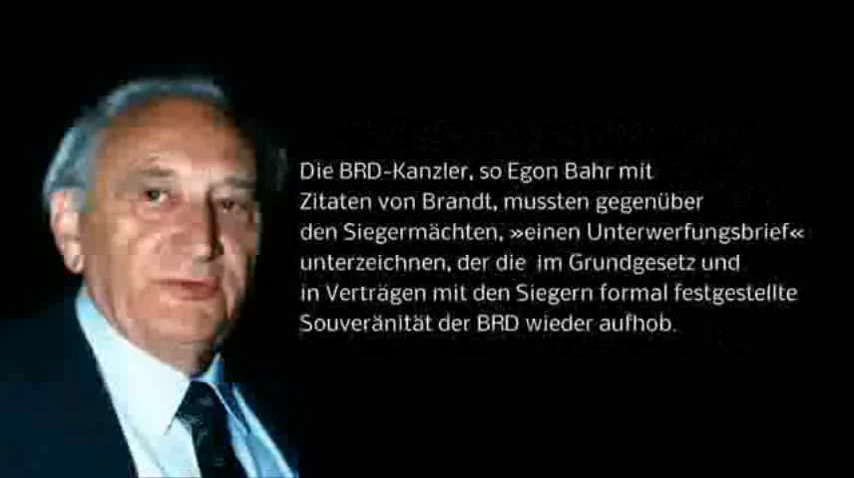 Die BRD-Kanzler, so Egon Bahr mit
Zitaten von Brandt, mussten gegenüber
den Siegermächten, »einen Unterwerfungsbrief«
unterzeichnen, der die im Grundgesetz und
in Verträgen mit den Siegern formal festgestellte
Souveränität der BRD wieder aufhob.